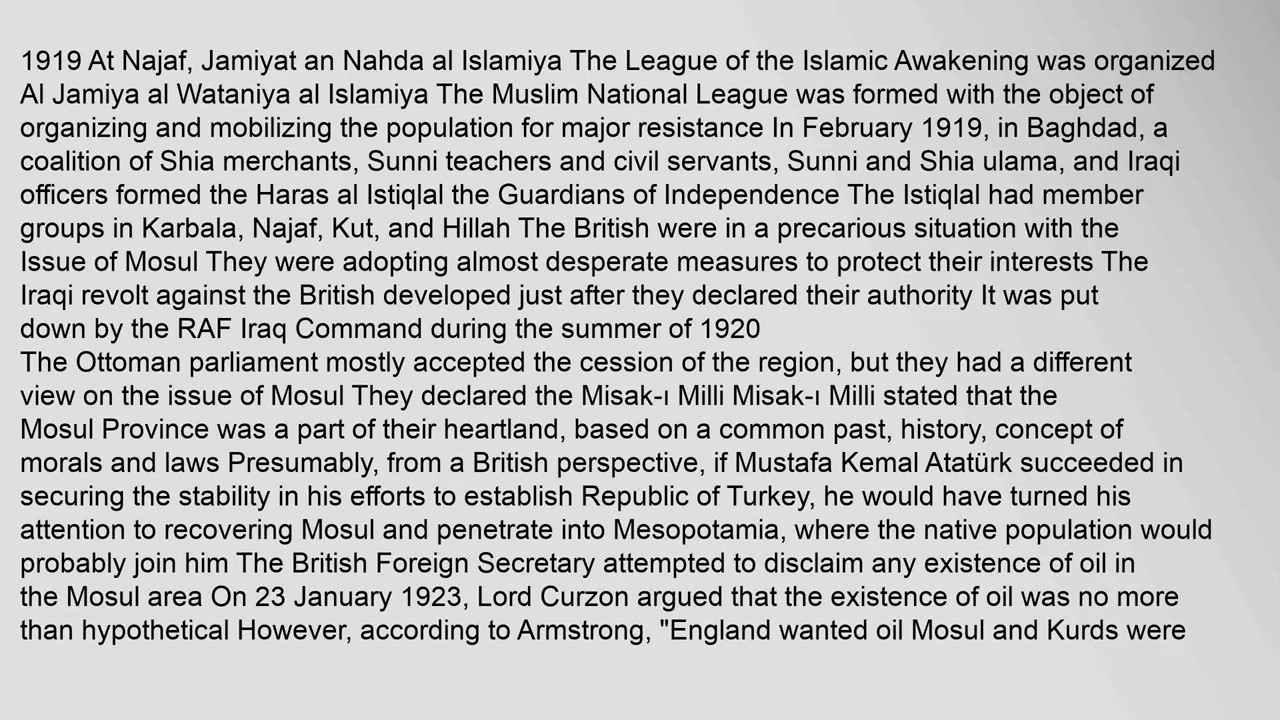 1919 At Najaf, Jamiyat an Nahda al Islamiya The League of the Islamic Awakening was organized
Al Jamiya al Wataniya al Islamiya The Muslim National League was formed with the object of
organizing and mobilizing the population for major resistance In February 1919, in Baghdad, a
coalition of Shia merchants, Sunni teachers and civil servants, Sunni and Shia ulama, and Iraqi
officers formed the Haras al Istiqlal the Guardians of Independence The Istiqlal had member
groups in Karbala, Najaf, Kut, and Hillah The British were in a precarious situation with the
Issue of Mosul They were adopting almost desperate measures to protect their interests The
Iraqi revolt against the British developed just after they declared their authority It was put
down by the RAF Iraq Command during the summer of 1920
The Ottoman parliament mostly accepted the cession of the region, but they had a different
view on the issue of Mosul They declared the Misak-ı Milli Misak-ı Milli stated that the
Mosul Province was a part of their heartland, based on a common past, history, concept of
morals and laws Presumably, from a British perspective, if Mustafa Kemal Atatürk succeeded in
securing the stability in his efforts to establish Republic of Turkey, he would have turned his
attention to recovering Mosul and penetrate into Mesopotamia, where the native population would
probably join him The British Foreign Secretary attempted to disclaim any existence of oil in
the Mosul area On 23 January 1923, Lord Curzon argued that the existence of oil was no more
than hypothetical However, according to Armstrong, "England wanted oil Mosul and Kurds were